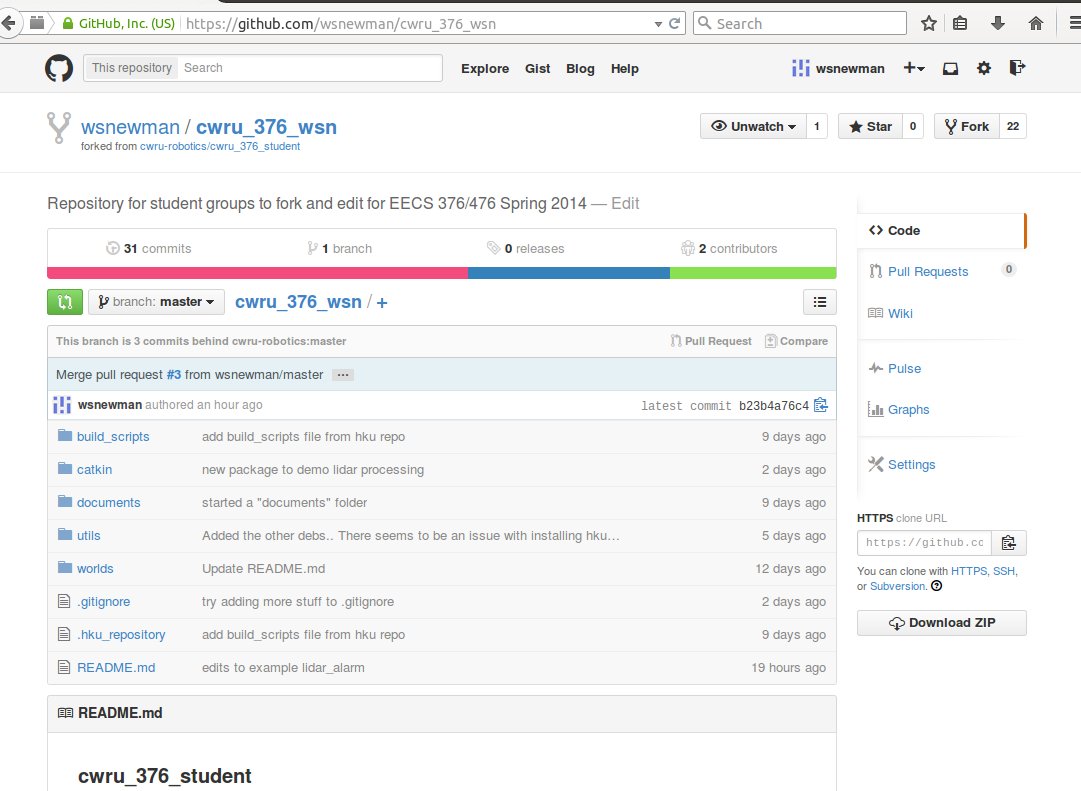 GitHub, Inc. (US) https://github.com/wsnewman/cwru_376_wsn Search
This repository Search Explore Gist Blog Help wsnewman
wsnewman / cwru_376_wsn Unwatch 1 Star 0 Fork 22
forked from cwru-robotics/cwru_376_student
Repository for student groups to fork and edit for EECS 376/476 Spring 2014 — Edit
31 commits 1 branch 0 releases 2 contributors
branch: master cwru_376_wsn / +
This branch is 3 commits behind cwru-robotics:master Pull Request Compare
Merge pull request #3 from wsnewman/master ...
wsnewman authored an hour ago latest commit b23b4a76c4
build_scripts add build_scripts file from hku repo 9 days ago
catkin new package to demo lidar processing 2 days ago
documents started a "documents" folder 9 days ago
utils Added the other debs.. There seems to be an issue with installing hku… 5 days ago
worlds Update README.md 12 days ago
.gitignore try adding more stuff to .gitignore 2 days ago
.hku_repository add build_scripts file from hku repo 9 days ago
README.md edits to example lidar_alarm 19 hours ago
README.md
cwru_376_student
Code
Pull Requests 0
Wiki
Pulse
Graphs
Settings
HTTPS clone URL
https://github.cc
You can clone with HTTPS, SSH,
or Subversion.
Download ZIP